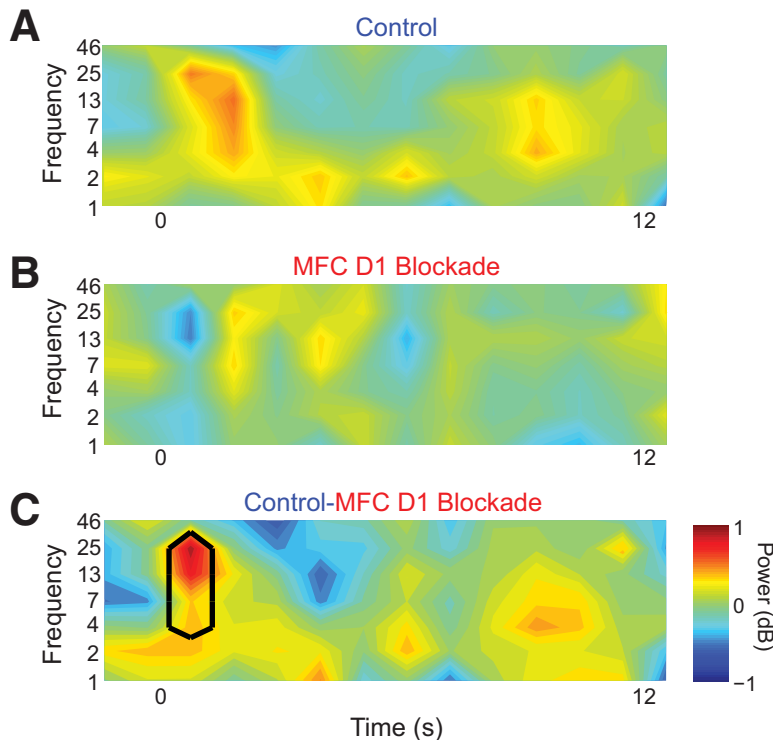 A
Control
Frequency
46
25
13
7
4
2
1
0
12
B
MFC D1 Blockade
Frequency
46
25
13
7
4
2
1
0
12
C
Control-MFC D1 Blockade
Frequency
46
25
13
7
4
2
1
0
12
Time (s)
1
0
−1
Power (dB)